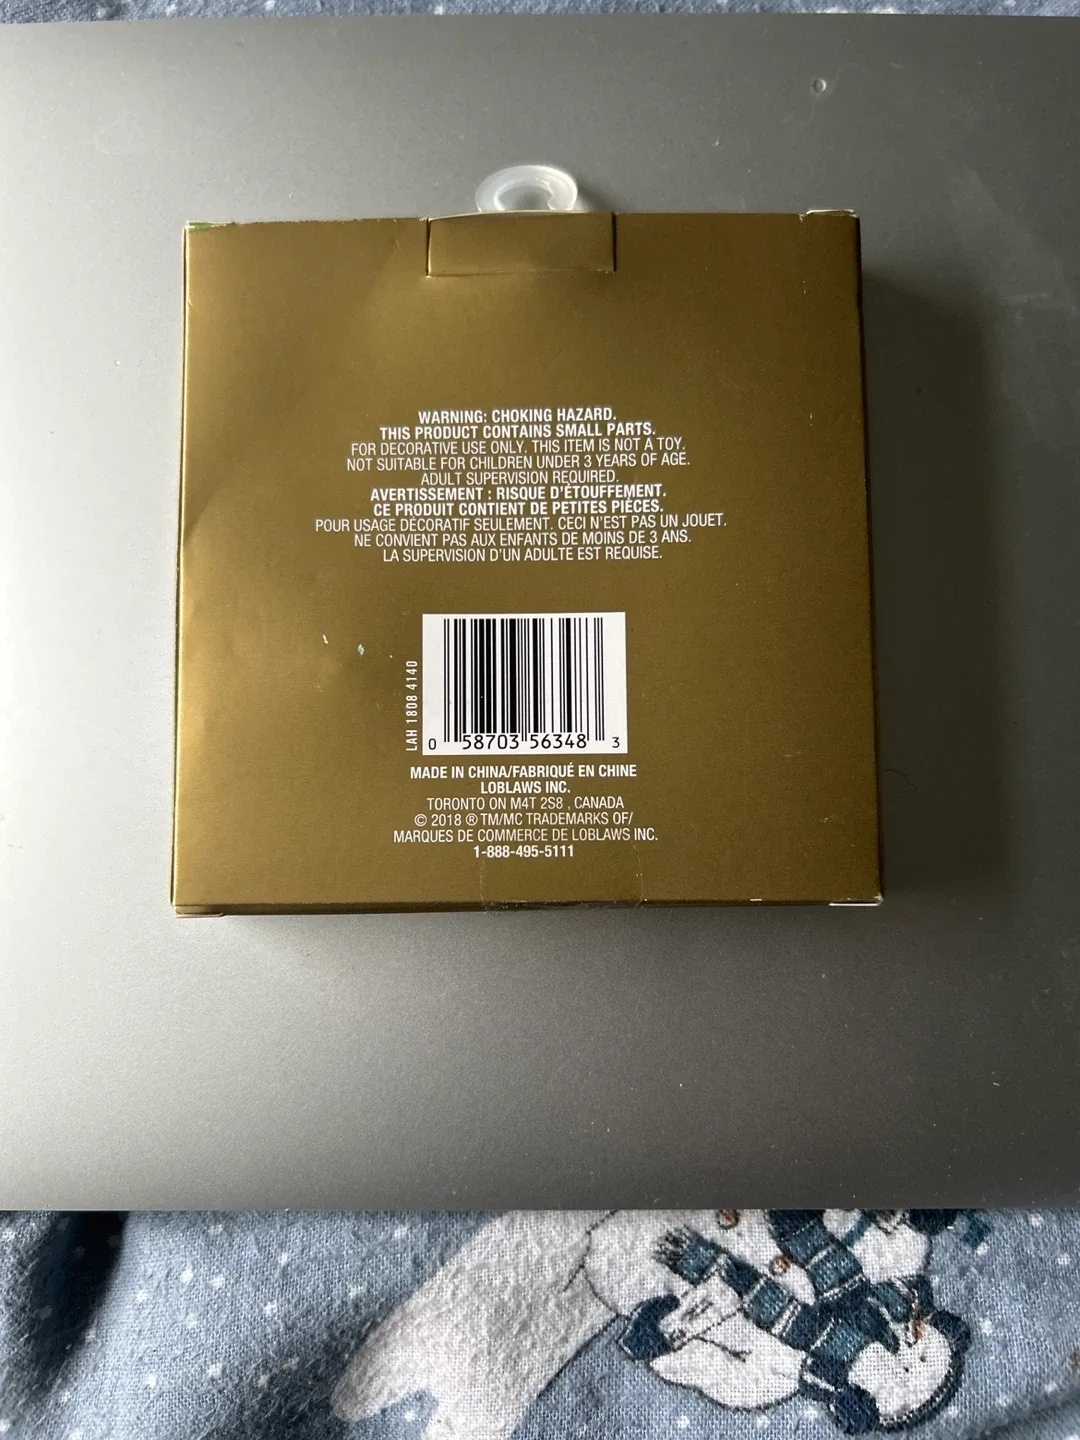 WARNING: CHOKING HAZARD.
THIS PRODUCT CONTAINS SMALL PARTS.
FOR DECORATIVE USE ONLY. THIS ITEM IS NOT A TOY.
NOT SUITABLE FOR CHILDREN UNDER 3 YEARS OF AGE.
ADULT SUPERVISION REQUIRED.
AVERTISSEMENT : RISQUE D'ÉTOUFFEMENT.
CE PRODUIT CONTIENT DE PETITES PIÈCES.
POUR USAGE DÉCORATIF SEULEMENT. CECI N'EST PAS UN JOUET.
NE CONVIENT PAS AUX ENFANTS DE MOINS DE 3 ANS.
LA SUPERVISION D'UN ADULTE EST REQUISE.
LAH 1808 4140
0 58703 56348 3
MADE IN CHINA/FABRIQUÉ EN CHINE
LOBLAWS INC.
TORONTO ON M4T 2S8 , CANADA
© 2018 ® TM/MC TRADEMARKS OF/
MARQUES DE COMMERCE DE LOBLAWS INC.
1-888-495-5111